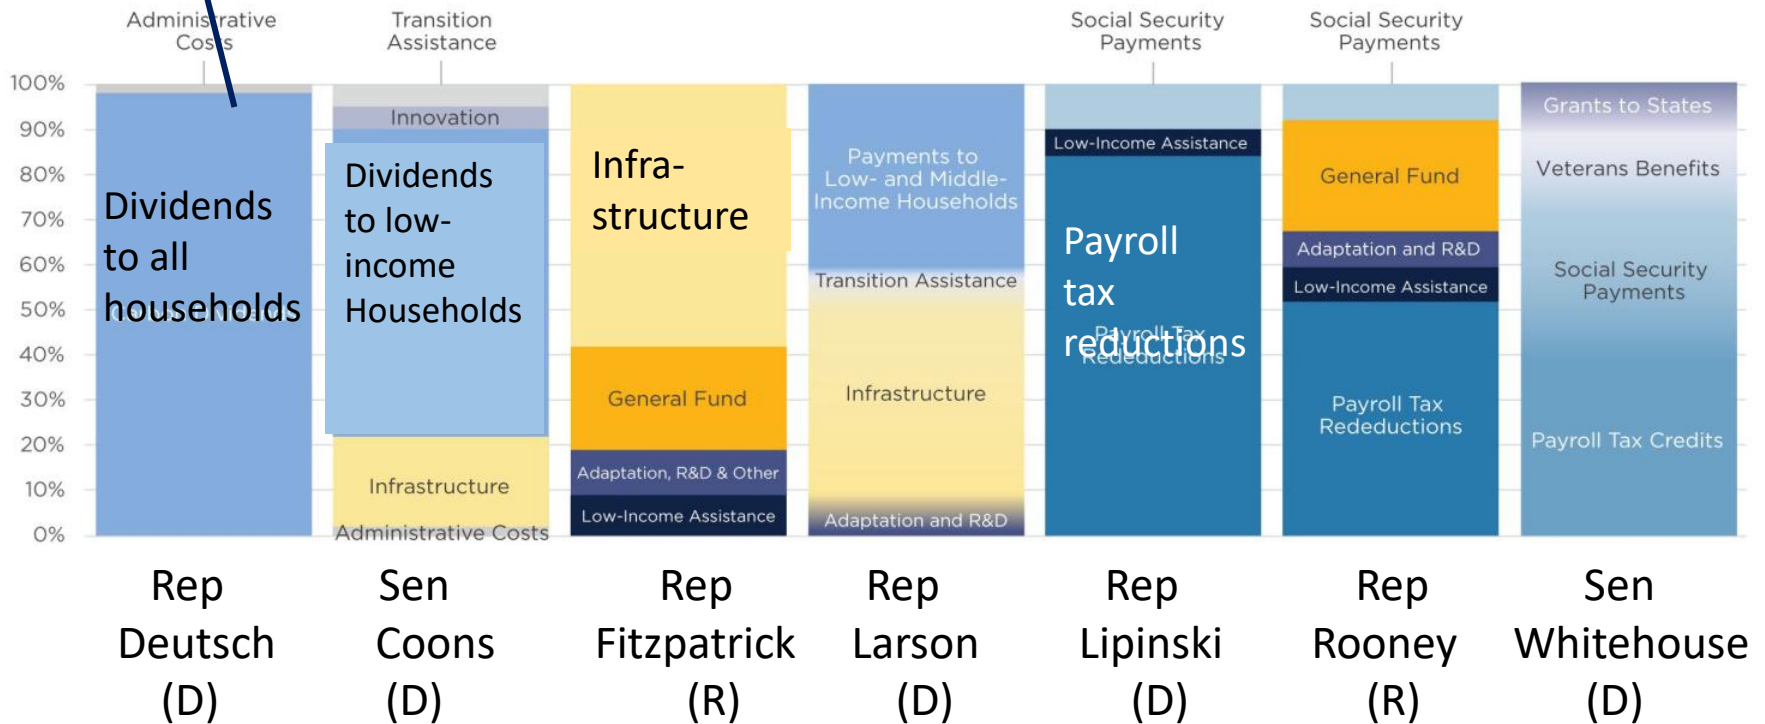 Administrative
Costs
Transition
Assistance
Social Security
Payments
Social Security
Payments
100%
90%
80%
70%
60%
50%
40%
30%
20%
10%
0%
Dividends
to all
households
Innovation
Dividends
to low-
income
Households
Infrastructure
Administrative Costs
Infra-
structure
General Fund
Adaptation, R&D & Other
Low-Income Assistance
Payments to
Low- and Middle-
Income Households
Transition Assistance
Infrastructure
Adaptation and R&D
Low-Income Assistance
Payroll
tax
reductions
Payroll Tax
Redeductions
General Fund
Adaptation and R&D
Low-Income Assistance
Payroll Tax
Redeductions
Grants to States
Veterans Benefits
Social Security
Payments
Payroll Tax Credits
Rep
Deutsch
(D)
Sen
Coons
(D)
Rep
Fitzpatrick
(R)
Rep
Larson
(D)
Rep
Lipinski
(D)
Rep
Rooney
(R)
Sen
Whitehouse
(D)